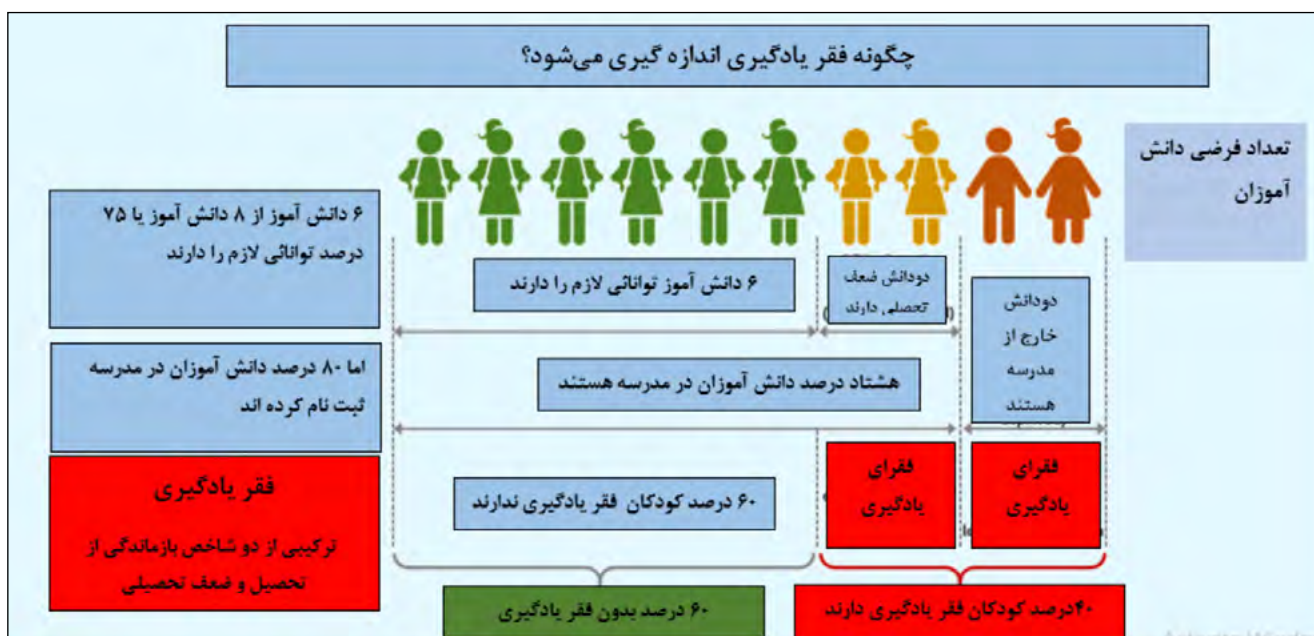 چگونه فقر یادگیری اندازه گیری می‌شود؟
تعداد فرضی دانش
آموزان
۶ دانش آموز از ۸ دانش آموز یا ۷۵
درصد توانائی لازم را دارند
۶ دانش آموز توانائی لازم را دارند
دودانش ضعف
تحصلی دارند
دودانش
خارج از
مدرسه
هستند
اما ۸۰ درصد دانش آموزان در مدرسه
ثبت نام کرده اند
هشتاد درصد دانش آموزان در مدرسه هستند
فقر یادگیری
ترکیبی از دو شاخص بازماندگی از
تحصیل و ضعف تحصیلی
۶۰ درصد کودکان فقر یادگیری ندارند
فقرای
یادگیری
فقرای
یادگیری
۶۰ درصد بدون فقر یادگیری
۴۰درصد کودکان فقر یادگیری دارند